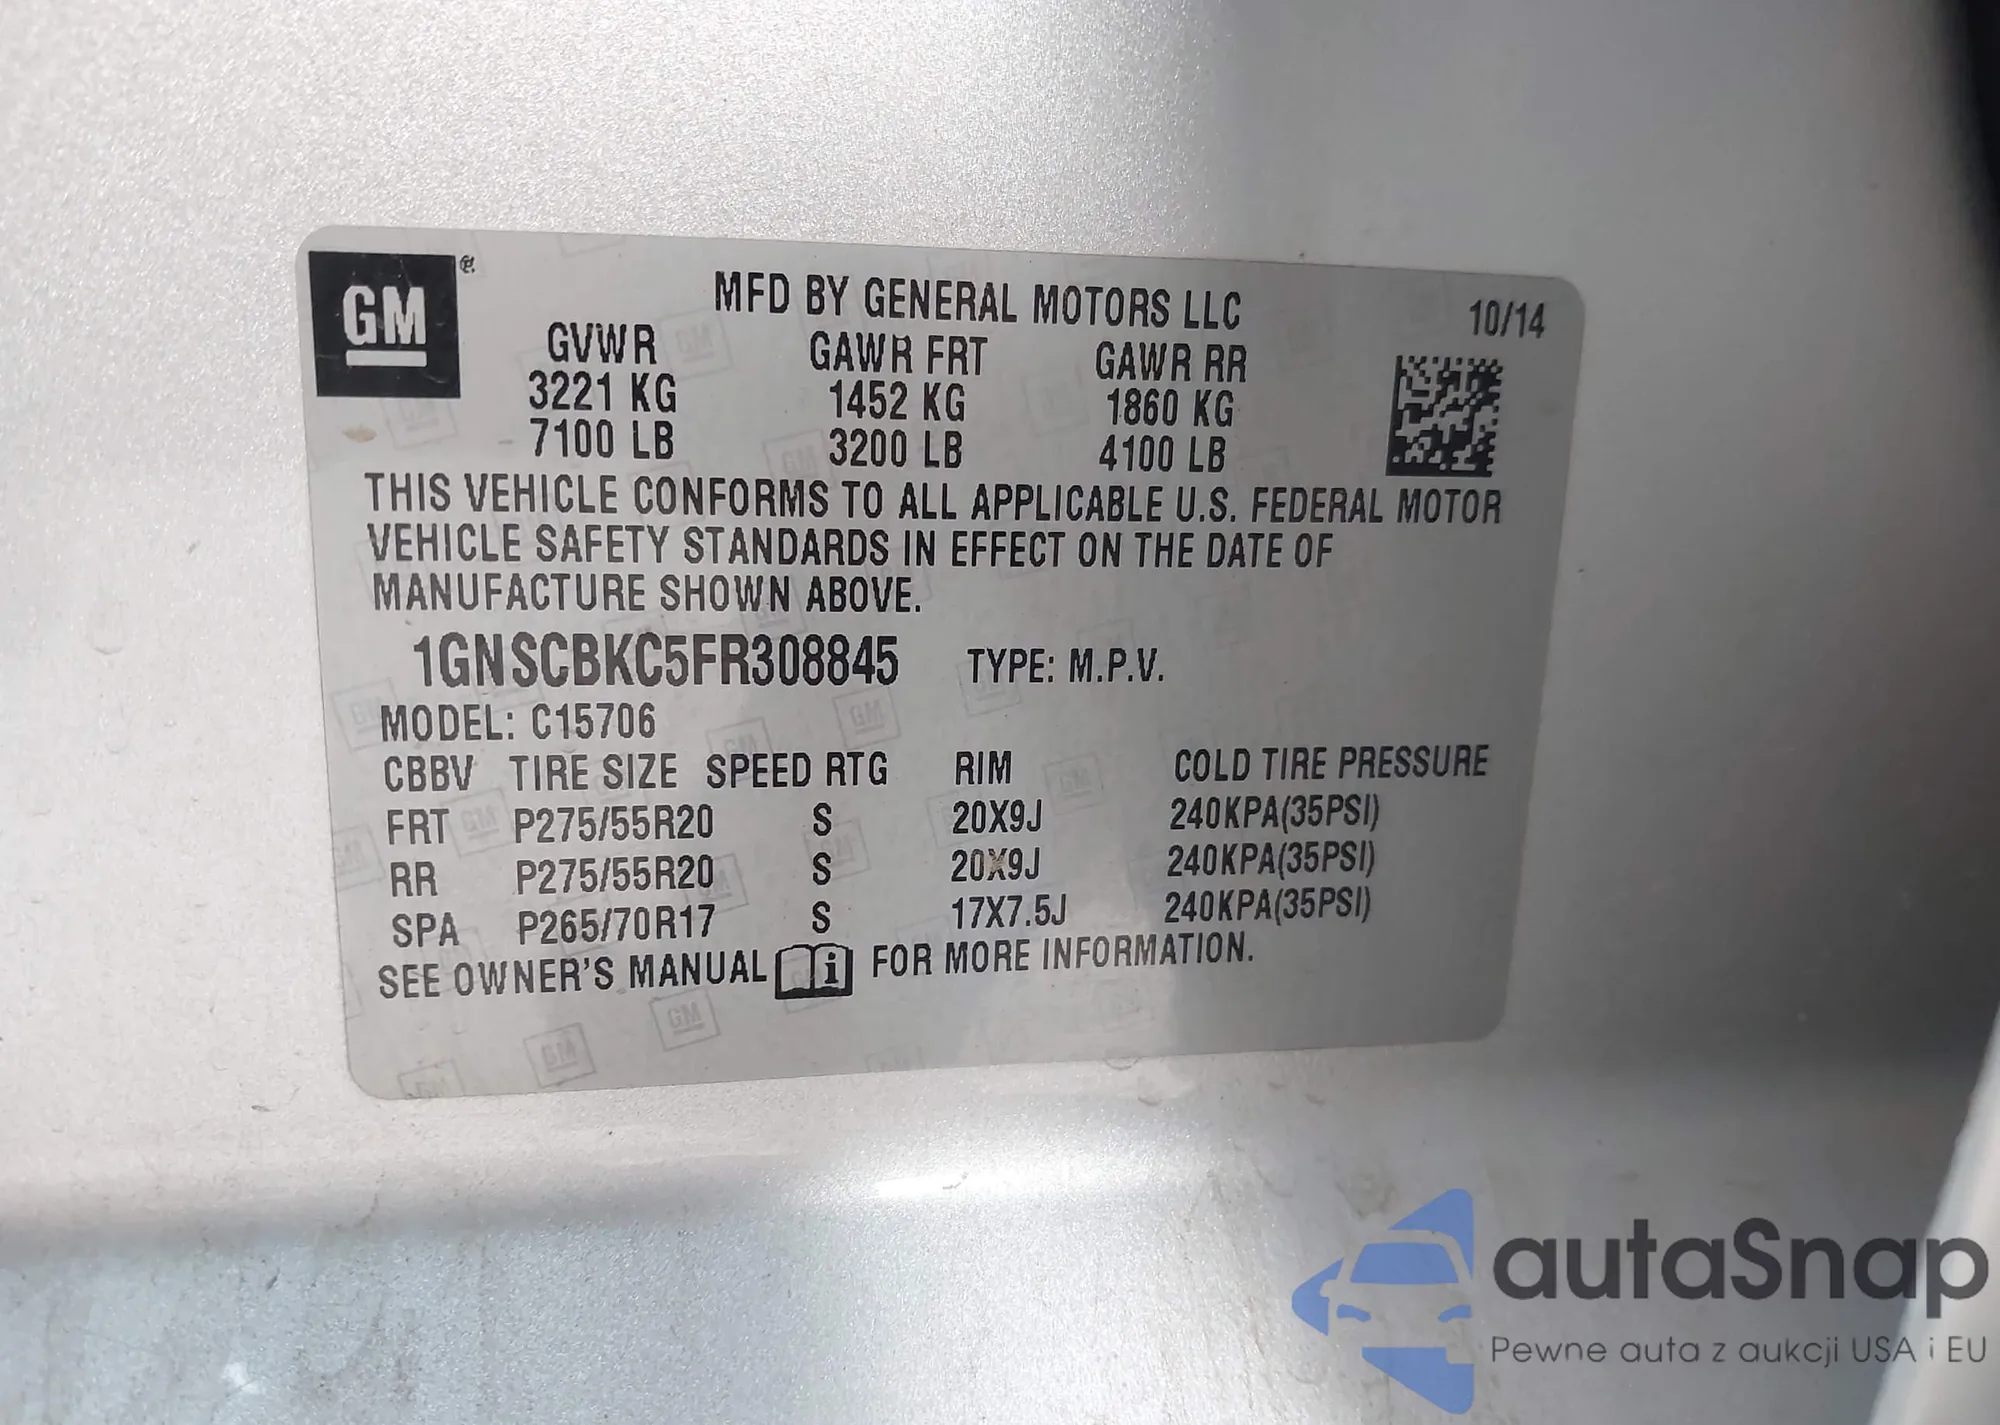 GM ®
MFD BY GENERAL MOTORS LLC 10/14
GVWR GAWR FRT GAWR RR
3221 KG 1452 KG 1860 KG
7100 LB 3200 LB 4100 LB
THIS VEHICLE CONFORMS TO ALL APPLICABLE U.S. FEDERAL MOTOR
VEHICLE SAFETY STANDARDS IN EFFECT ON THE DATE OF
MANUFACTURE SHOWN ABOVE.
1GNSCBKC5FR308845 TYPE: M.P.V.
MODEL: C15706
CBBV TIRE SIZE SPEED RTG RIM COLD TIRE PRESSURE
FRT P275/55R20 S 20X9J 240KPA(35PSI)
RR P275/55R20 S 20X9J 240KPA(35PSI)
SPA P265/70R17 S 17X7.5J 240KPA(35PSI)
SEE OWNER'S MANUAL i FOR MORE INFORMATION.
autaSnap
Pewne auta z aukcji USA i EU